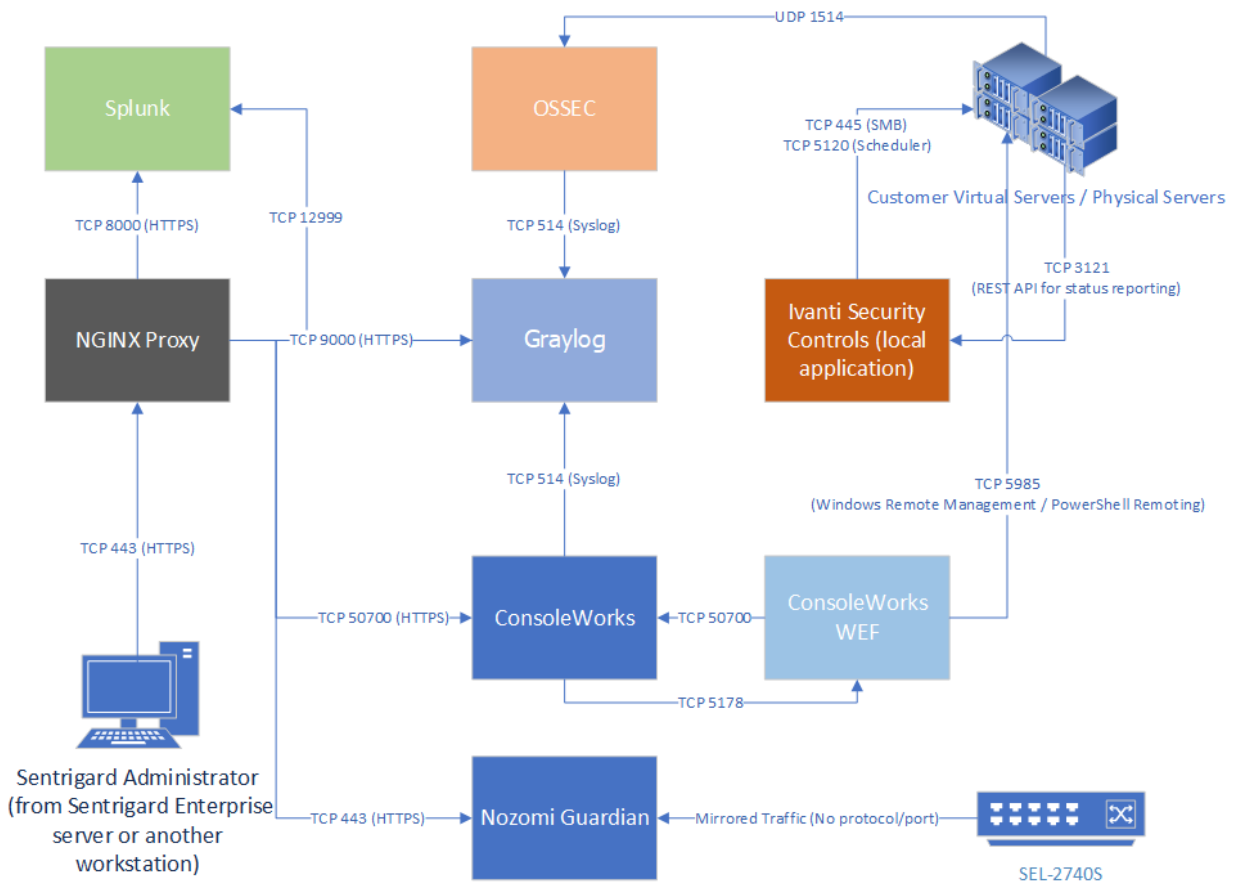 UDP 1514
Splunk
OSSEC
TCP 445 (SMB)
TCP 5120 (Scheduler)
Customer Virtual Servers / Physical Servers
TCP 8000 (HTTPS)
TCP 12999
TCP 514 (Syslog)
TCP 3121
(REST API for status reporting)
NGINX Proxy
TCP 9000 (HTTPS)
Graylog
Ivanti Security
Controls (local
application)
TCP 514 (Syslog)
TCP 5985
(Windows Remote Management / PowerShell Remoting)
TCP 443 (HTTPS)
TCP 50700 (HTTPS)
ConsoleWorks
TCP 50700
ConsoleWorks
WEF
TCP 5178
Sentrigard Administrator
(from Sentrigard Enterprise
server or another
workstation)
TCP 443 (HTTPS)
Nozomi Guardian
Mirrored Traffic (No protocol/port)
SEL-2740S